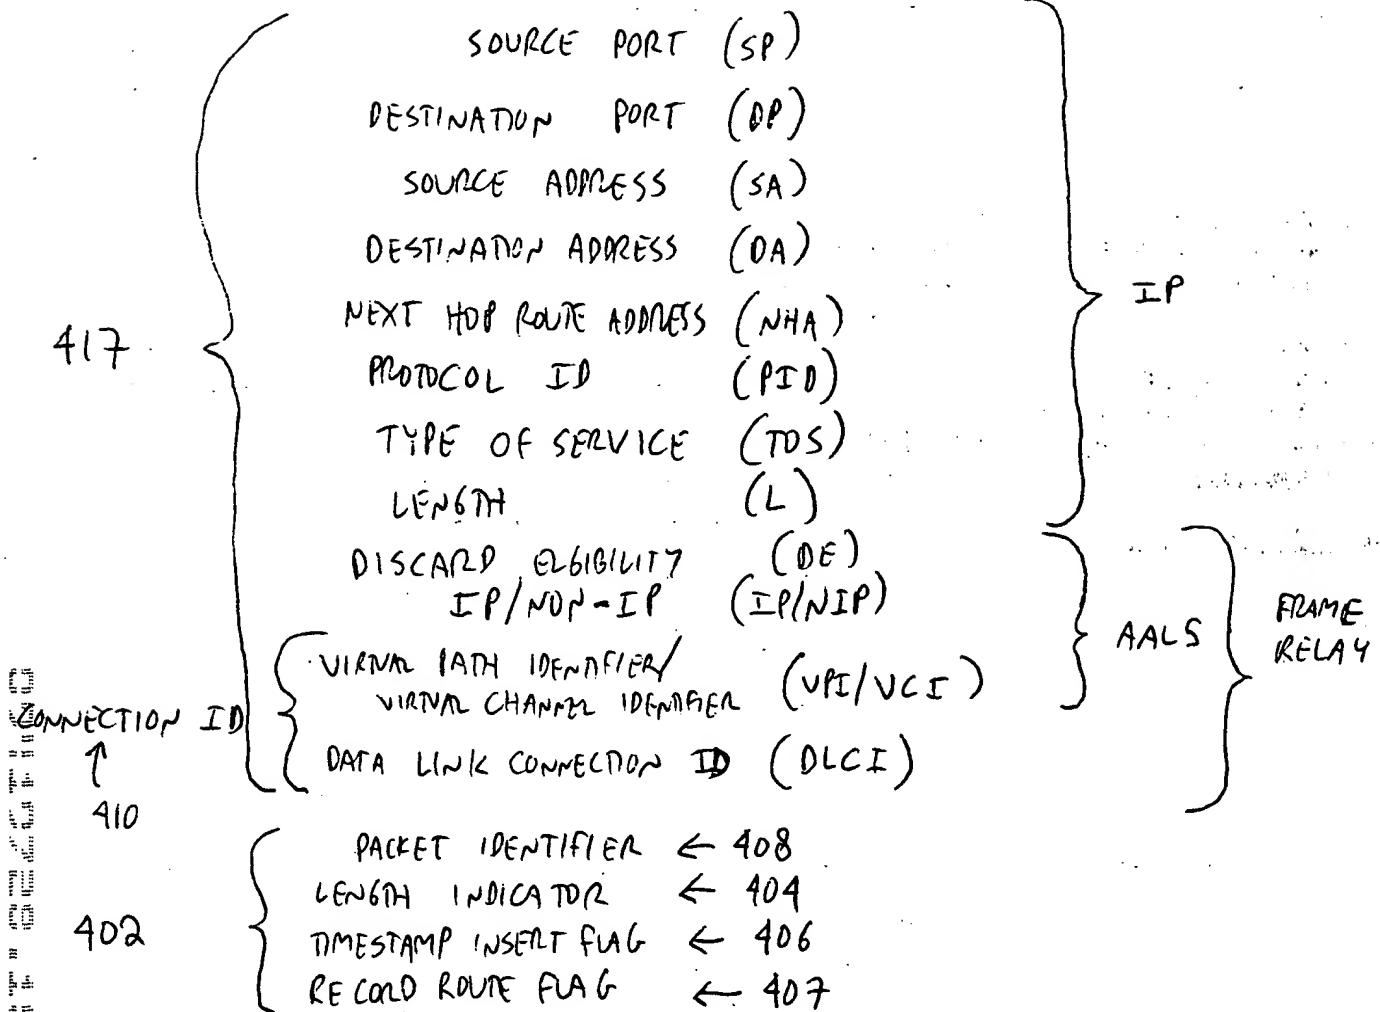 SOURCE PORT (SP)
DESTINATION PORT (DP)
SOURCE ADDRESS (SA)
DESTINATION ADDRESS (DA)
NEXT HOP ROUTE ADDRESS (NHA)
IP
417
PROTOCOL ID (PID)
TYPE OF SERVICE (TOS)
LENGTH (L)
DISCARD ELGIBILITY (DE)
IP/NON-IP (IP/NIP)
AAL5
FRAME
RELAY
VIRTUAL PATH IDENTIFIER/
VIRTUAL CHANNEL IDENTIFIER (VPI/VCI)
CONNECTION ID
DATA LINK CONNECTION ID (DLCI)
410
PACKET IDENTIFIER ← 408
LENGTH INDICATOR ← 404
402
TIMESTAMP INSERT FLAG ← 406
RECORD ROUTE FLAG ← 407